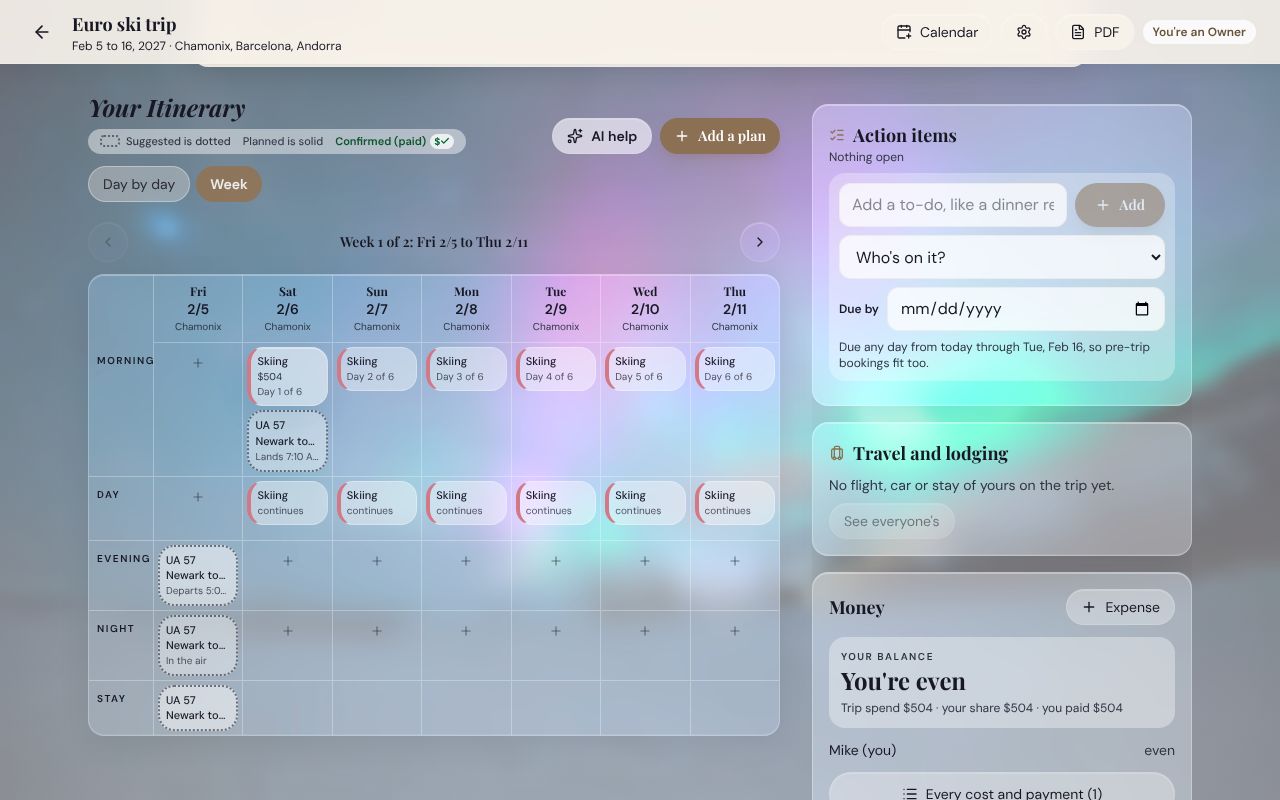 Euro ski trip
Feb 5 to 16, 2027 · Chamonix, Barcelona, Andorra
Calendar
PDF
You're an Owner
Your Itinerary
Suggested is dotted Planned is solid Confirmed (paid) $✓
AI help
+ Add a plan
Day by day
Week
Week 1 of 2: Fri 2/5 to Thu 2/11
Fri Sat Sun Mon Tue Wed Thu
2/5 2/6 2/7 2/8 2/9 2/10 2/11
Chamonix Chamonix Chamonix Chamonix Chamonix Chamonix Chamonix
MORNING
+
Skiing
$504
Day 1 of 6
Skiing
Day 2 of 6
Skiing
Day 3 of 6
Skiing
Day 4 of 6
Skiing
Day 5 of 6
Skiing
Day 6 of 6
UA 57
Newark to...
Lands 7:10 A...
DAY
+
Skiing
continues
Skiing
continues
Skiing
continues
Skiing
continues
Skiing
continues
Skiing
continues
EVENING
UA 57
Newark to...
Departs 5:0...
+ + + + + +
NIGHT
UA 57
Newark to...
In the air
+ + + + + +
STAY
UA 57
Newark to...
Action items
Nothing open
Add a to-do, like a dinner re
+ Add
Who's on it?
Due by
mm/dd/yyyy
Due any day from today through Tue, Feb 16, so pre-trip
bookings fit too.
Travel and lodging
No flight, car or stay of yours on the trip yet.
See everyone's
Money
+ Expense
YOUR BALANCE
You're even
Trip spend $504 · your share $504 · you paid $504
Mike (you) even
Every cost and payment (1)